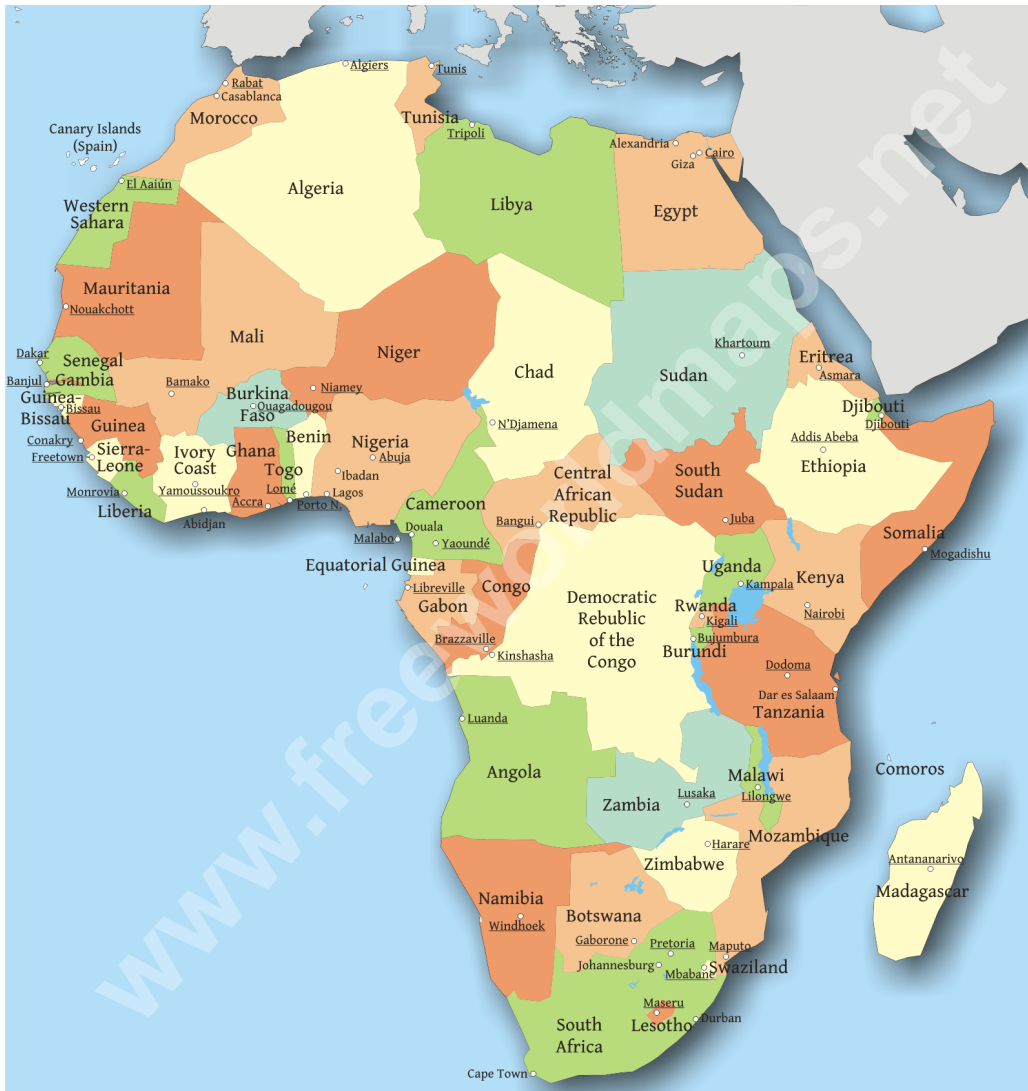 Algiers
Tunis
Rabat
Casablanca
Morocco
Tunisia
Tripoli
Canary Islands
(Spain)
Alexandria
Cairo
Giza
El Aaiún
Algeria
Western
Sahara
Libya
Egypt
Mauritania
Nouakchott
Mali
Niger
Chad
Khartoum
Sudan
Eritrea
Asmara
Dakar
Senegal
Banjul
Gambia
Bamako
Burkina
Faso
Ouagadougou
Niamey
N'Djamena
Guinea-
Bissau
Bissau
Djibouti
Djibouti
Guinea
Conakry
Freetown
Sierra-
Leone
Ivory
Coast
Yamoussoukro
Ghana
Togo
Benin
Nigeria
Abuja
Ibadan
Lagos
Addis Abeba
Ethiopia
Monrovia
Liberia
Abidjan
Accra
Lomé
Porto N.
Cameroon
Douala
Malabo
Yaoundé
Central
African
Republic
Bangui
South
Sudan
Juba
Somalia
Mogadishu
Equatorial Guinea
Libreville
Gabon
Congo
Brazzaville
Kinshasha
Democratic
Republic
of the
Congo
Uganda
Kampala
Kenya
Nairobi
Rwanda
Kigali
Bujumbura
Burundi
Dodoma
Dar es Salaam
Tanzania
Luanda
Angola
Zambia
Lusaka
Malawi
Lilongwe
Comoros
Mozambique
Harare
Zimbabwe
Antananarivo
Madagascar
Namibia
Windhoek
Botswana
Gaborone
Pretoria
Johannesburg
Mbabane
Maputo
Swaziland
Maseru
Lesotho
Durban
South
Africa
Cape Town
www.freeworldmaps.net